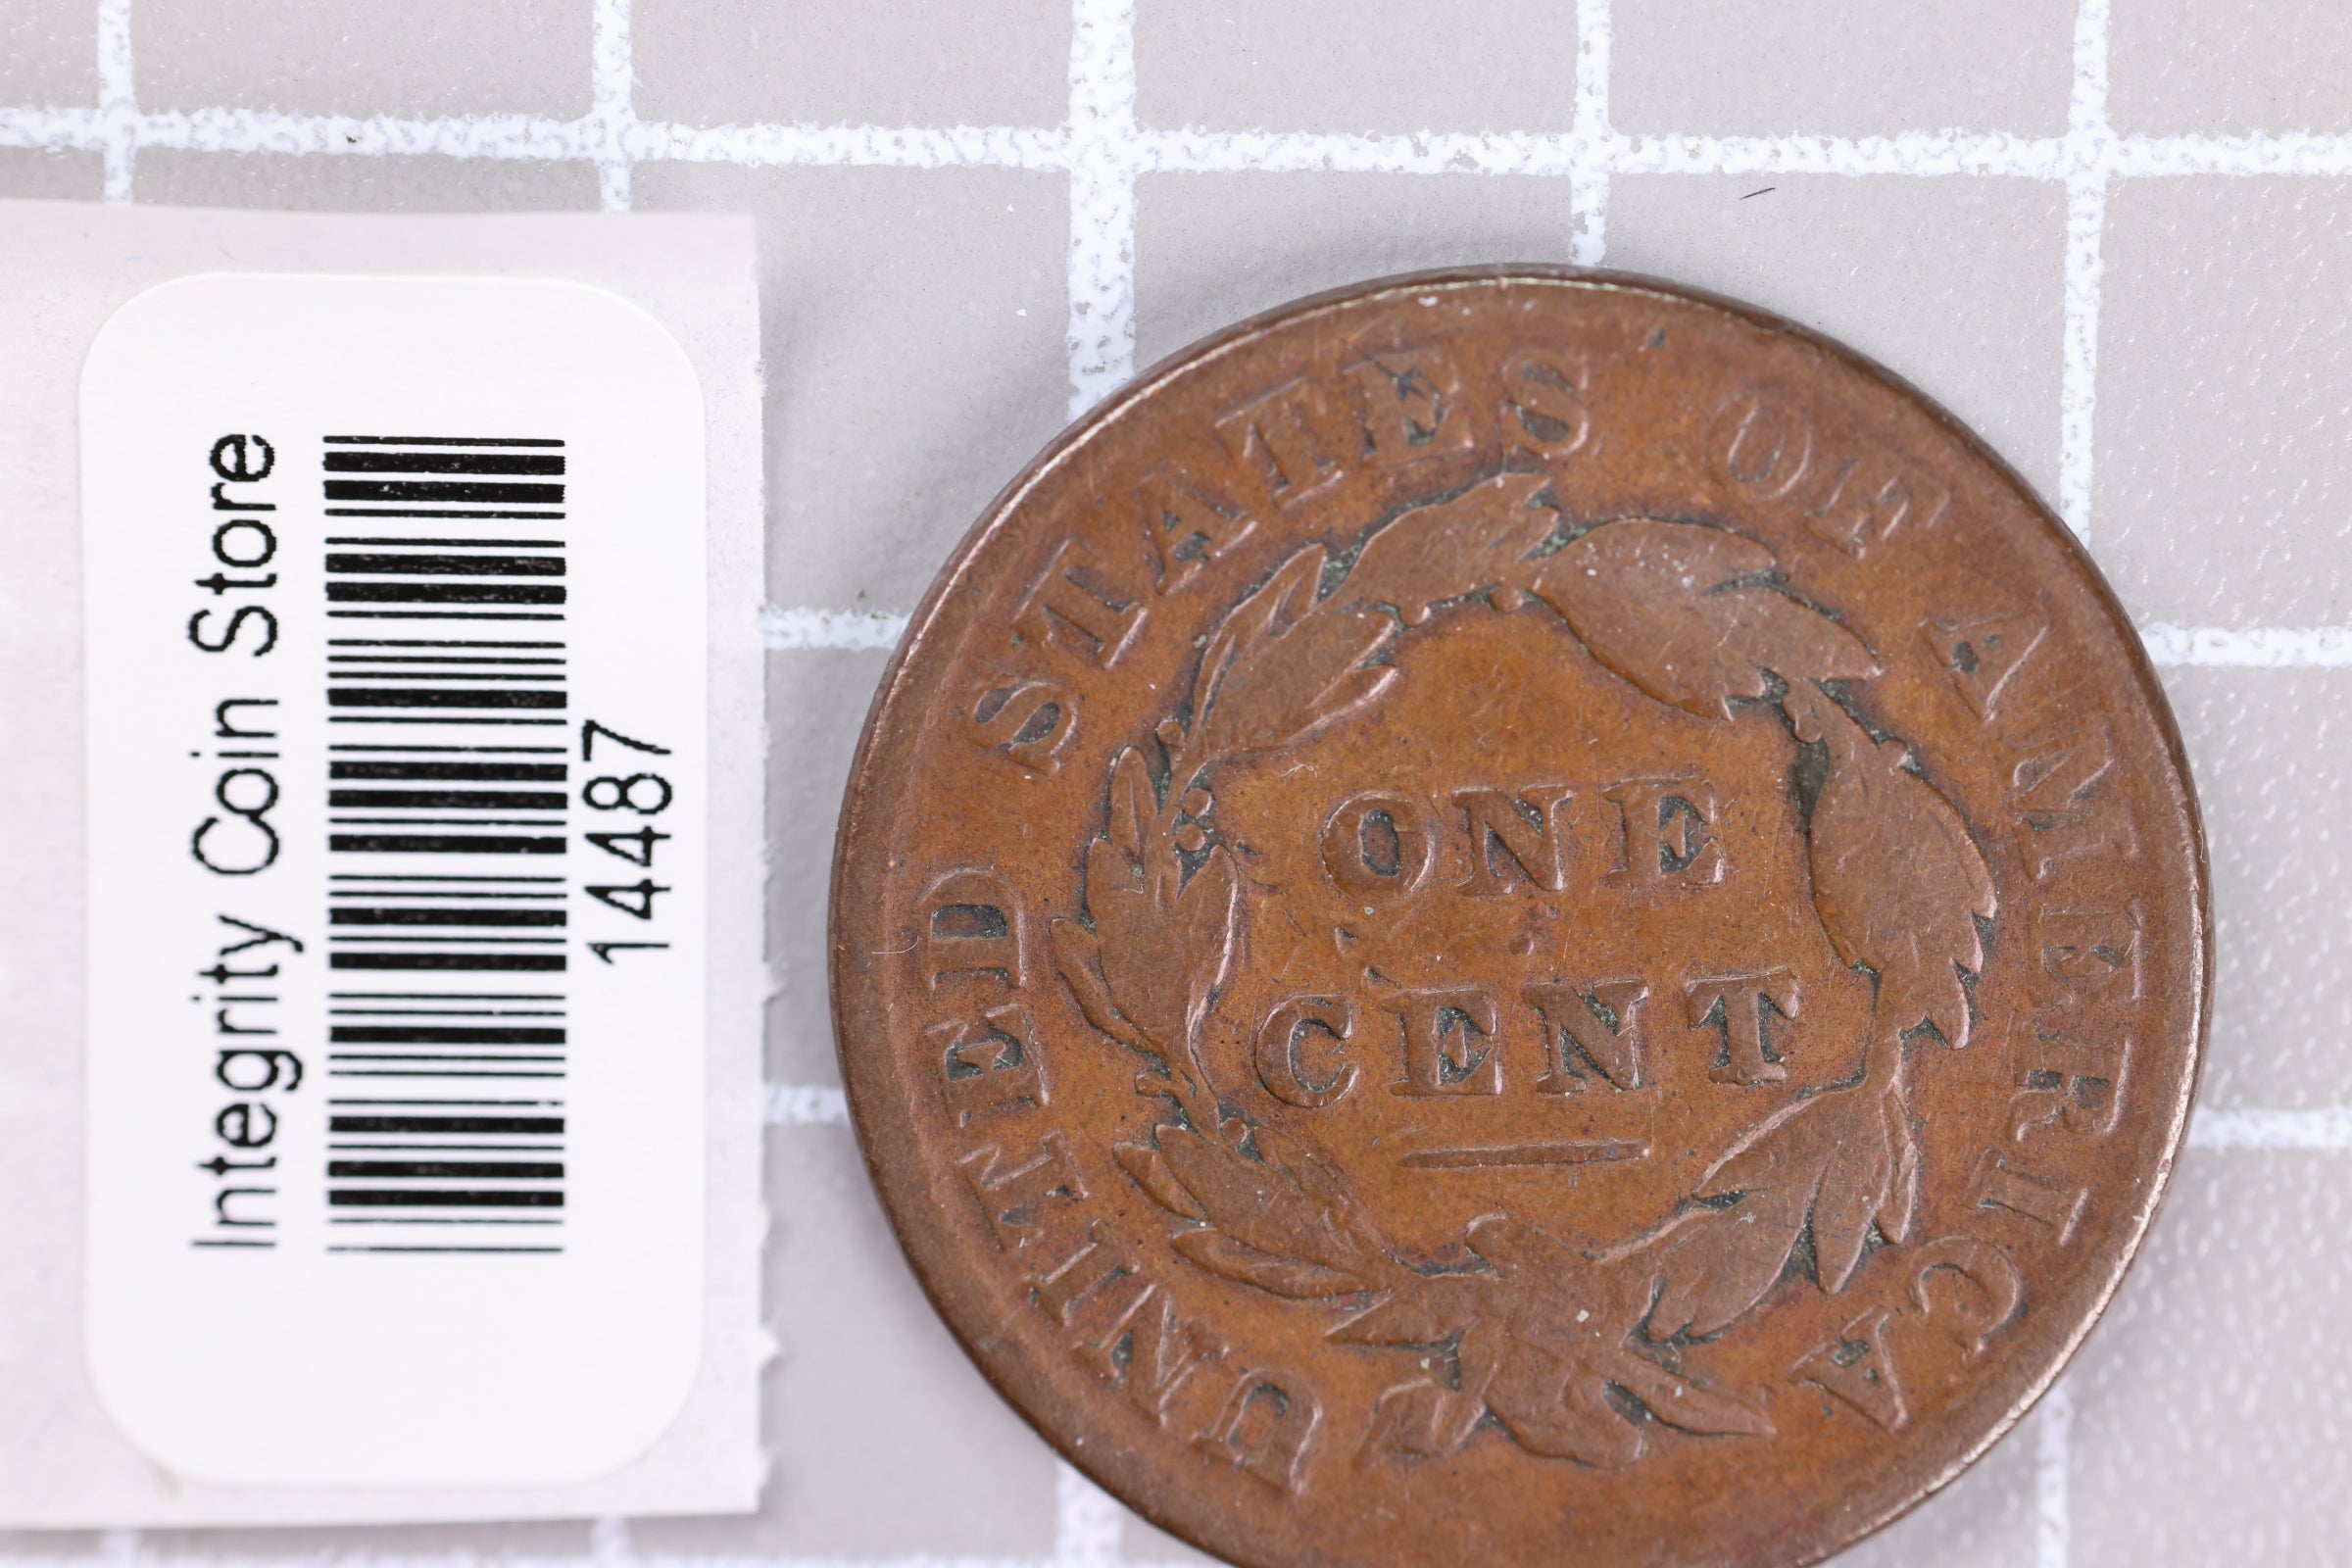 Integrity Coin Store
14487
UNITED STATES OF AMERICA
ONE
CENT